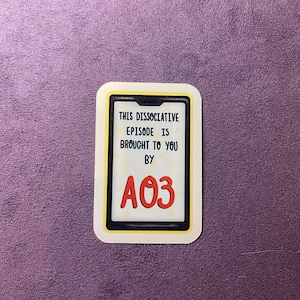 THIS DISSOCIATIVE
EPISODE IS
BROUGHT TO YOU
BY
AO3